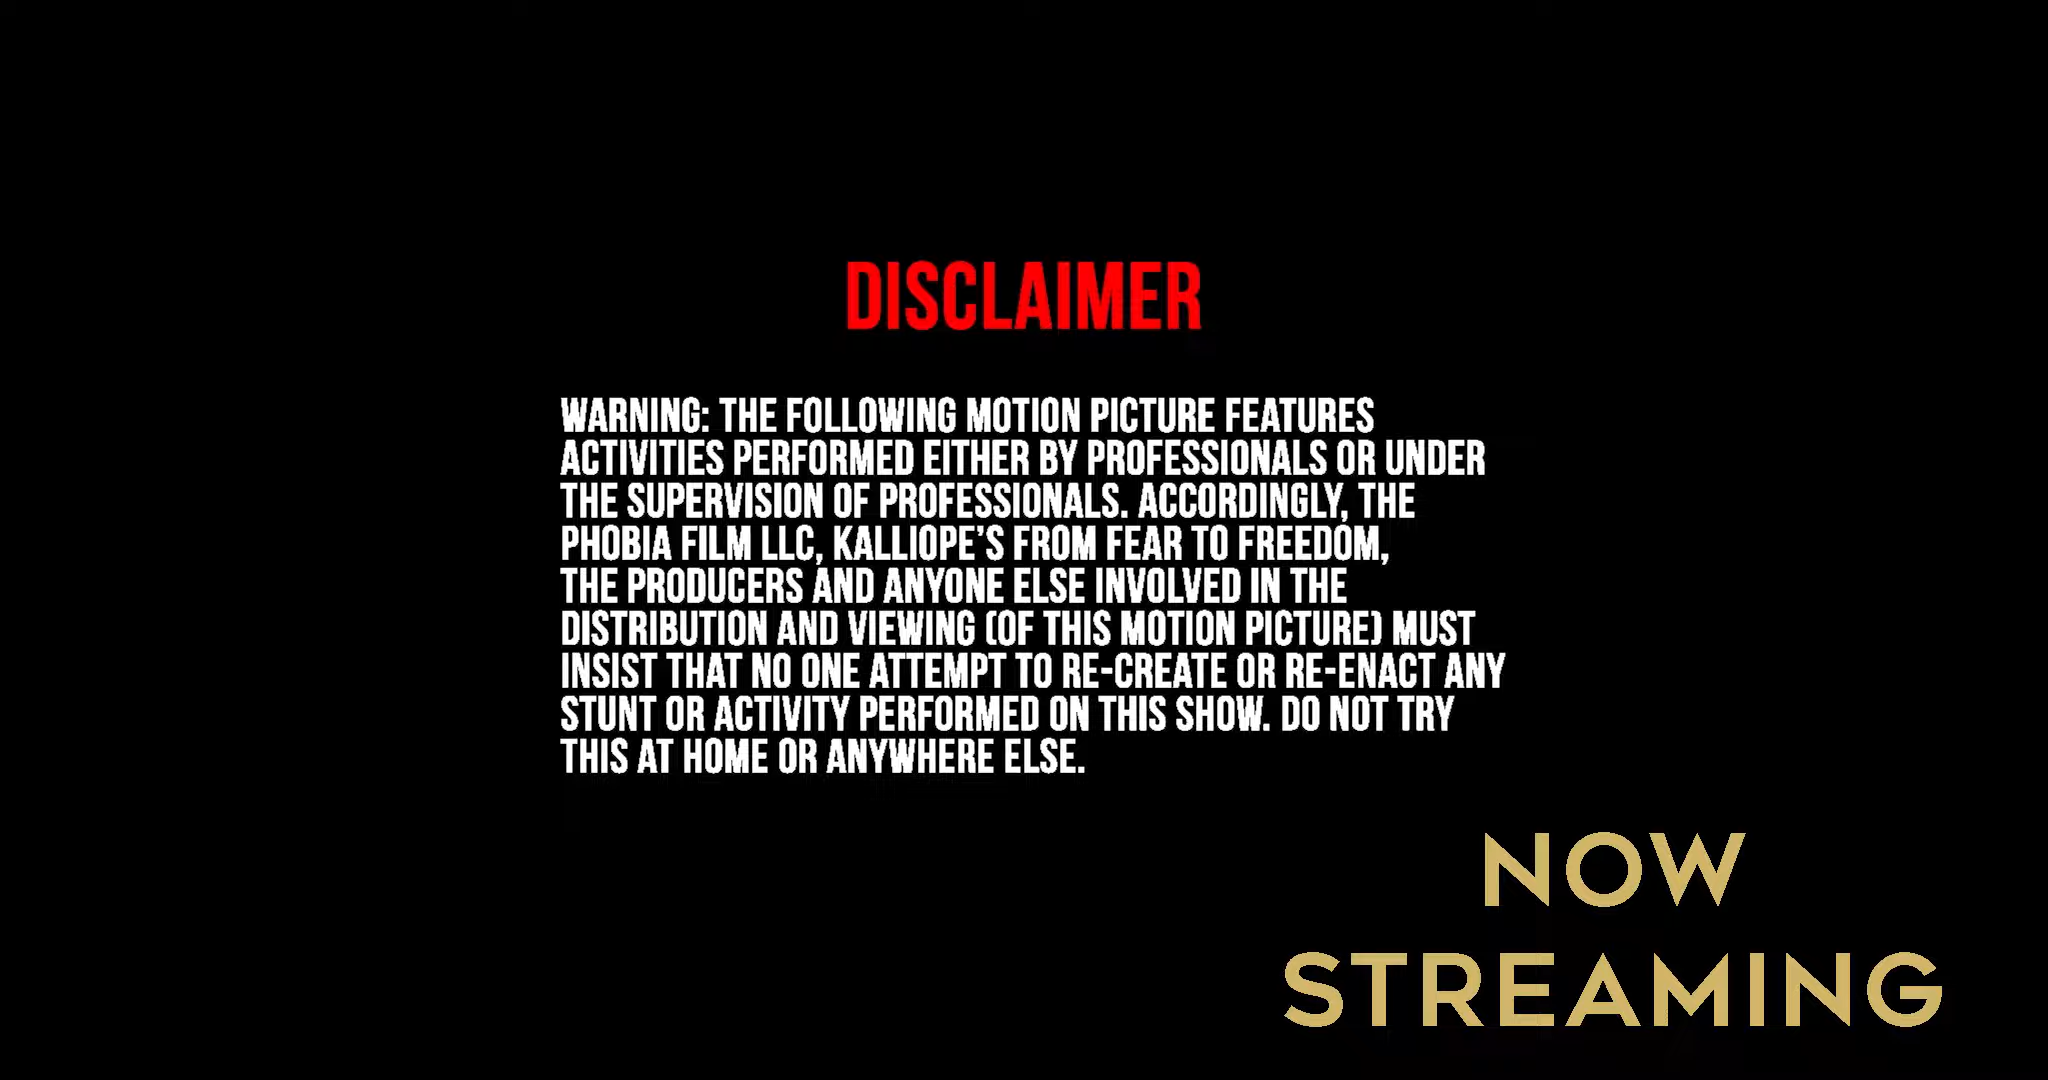 DISCLAIMER
WARNING: THE FOLLOWING MOTION PICTURE FEATURES
ACTIVITIES PERFORMED EITHER BY PROFESSIONALS OR UNDER
THE SUPERVISION OF PROFESSIONALS. ACCORDINGLY, THE
PHOBIA FILM LLC, KALLIOPE'S FROM FEAR TO FREEDOM,
THE PRODUCERS AND ANYONE ELSE INVOLVED IN THE
DISTRIBUTION AND VIEWING (OF THIS MOTION PICTURE) MUST
INSIST THAT NO ONE ATTEMPT TO RE-CREATE OR RE-ENACT ANY
STUNT OR ACTIVITY PERFORMED ON THIS SHOW. DO NOT TRY
THIS AT HOME OR ANYWHERE ELSE.
NOW
STREAMING